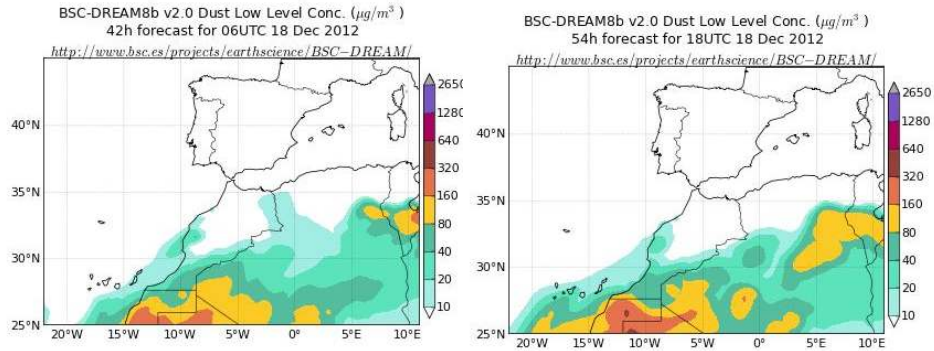 BSC-DREAM8b v2.0 Dust Low Level Conc. (μg/m³ )
42h forecast for 06UTC 18 Dec 2012
http://www.bsc.es/projects/earthscience/BSC−DREAM/
2650
1280
640
320
160
80
40
20
10
40°N
35°N
30°N
25°N
20°W
15°W
10°W
5°W
0°
5°E
10°E
BSC-DREAM8b v2.0 Dust Low Level Conc. (μg/m³ )
54h forecast for 18UTC 18 Dec 2012
http://www.bsc.es/projects/earthscience/BSC−DREAM/
2650
1280
640
320
160
80
40
20
10
40°N
35°N
30°N
25°N
20°W
15°W
10°W
5°W
0°
5°E
10°E